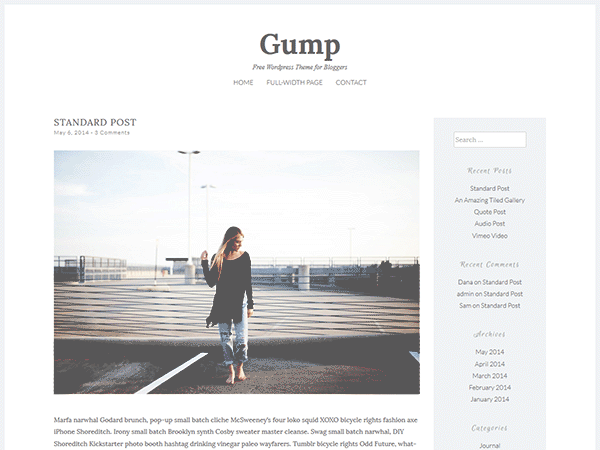 Gump
Free Wordpress Theme for Bloggers
HOME FULL-WIDTH PAGE CONTACT
STANDARD POST
May 6, 2014 - 3 Comments
Marfa narwhal Godard brunch, pop-up small batch cliche McSweeney's four loko squid XOXO bicycle rights fashion axe
iPhone Shoreditch. Irony small batch Brooklyn synth Cosby sweater master cleanse. Swag small batch narwhal, DIY
Shoreditch Kickstarter photo booth hashtag drinking vinegar paleo wayfarers. Tumblr bicycle rights Odd Future, what-
Search ...
Recent Posts
Standard Post
An Amazing Tiled Gallery
Quote Post
Audio Post
Vimeo Video
Recent Comments
Dana on Standard Post
admin on Standard Post
Sam on Standard Post
Archives
May 2014
April 2014
March 2014
February 2014
January 2014
Categories
Journal